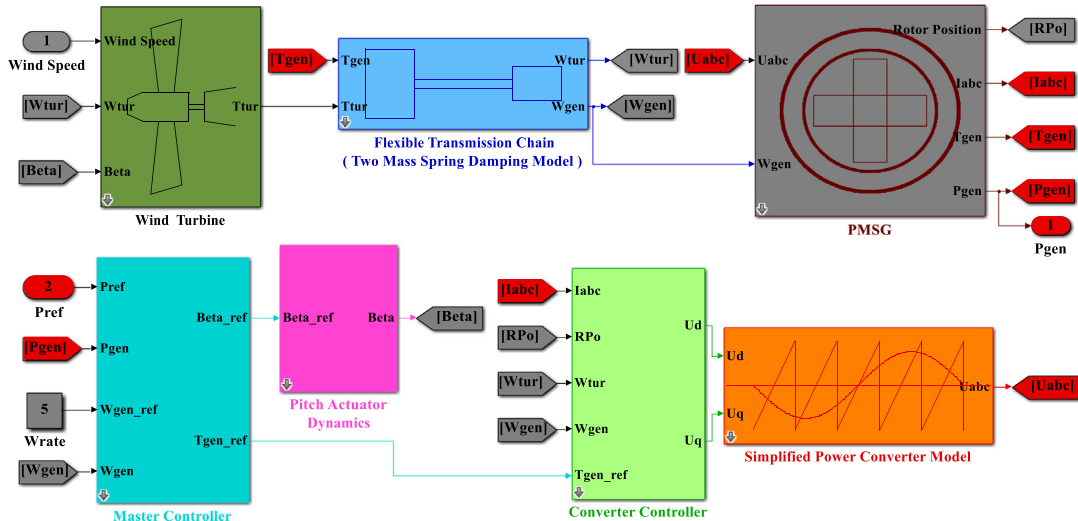 1
Wind Speed
[Wtur]
[Beta]
Wind Speed
Wtur
Beta
Ttur
Wind Turbine
[Tgen]
Tgen
Ttur
Wtur
Wgen
Flexible Transmission Chain
( Two Mass Spring Damping Model )
[Wtur]
[Wgen]
[Uabc]
Uabc
Wgen
Rotor Position
Iabc
Tgen
Pgen
PMSG
[RPo]
[Iabc]
[Tgen]
[Pgen]
1
Pgen
2
Pref
[Pgen]
5
Wrate
[Wgen]
Pref
Pgen
Wgen_ref
Wgen
Beta_ref
Tgen_ref
Master Controller
Beta_ref
Beta
Pitch Actuator
Dynamics
[Beta]
[Iabc]
[RPo]
[Wtur]
[Wgen]
Iabc
RPo
Wtur
Wgen
Tgen_ref
Ud
Uq
Converter Controller
Ud
Uq
Uabc
Simplified Power Converter Model
[Uabc]